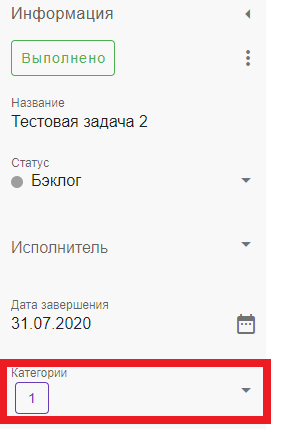 Информация
Выполнено
Название
Тестовая задача 2
Статус
Бэклог
Исполнитель
Дата завершения
31.07.2020
Категории
1